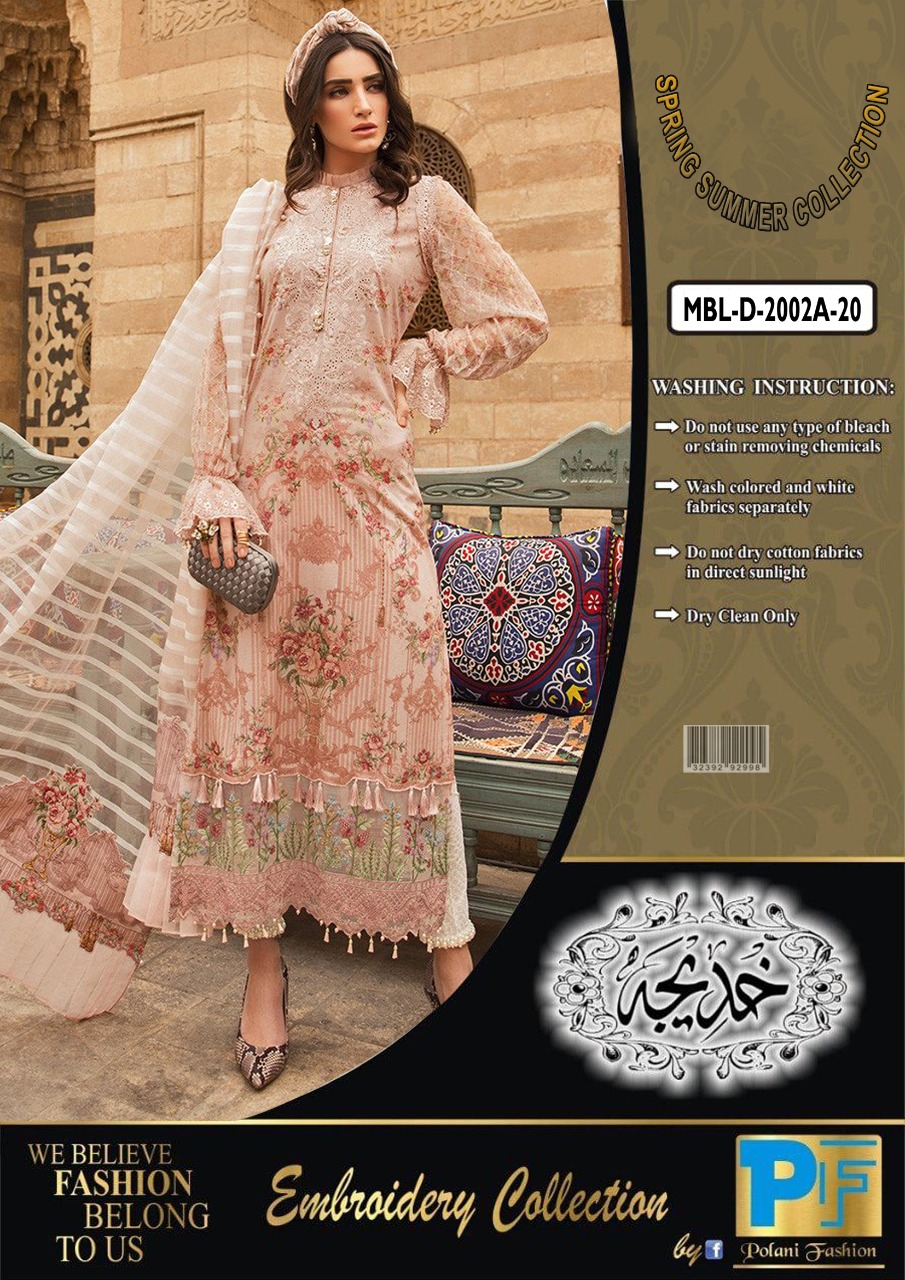 SPRING SUMMER COLLECTION
MBL-D-2002A-20
WASHING INSTRUCTION:
Do not use any type of bleach
or stain removing chemicals
Wash colored and white
fabrics separately
Do not dry cotton fabrics
in direct sunlight
Dry Clean Only
32392 92998
خدیجہ
WE BELIEVE
FASHION
BELONG
TO US
Embroidery Collection
PF
by f Polani Fashion